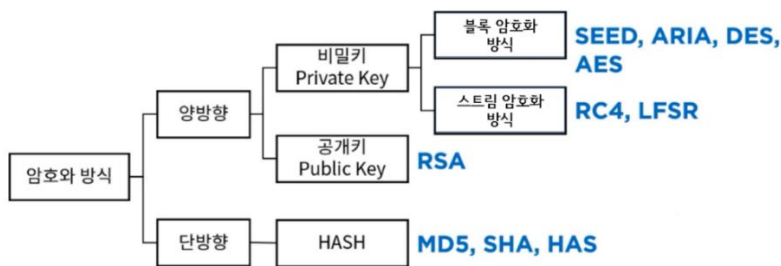 암호와 방식
양방향
비밀키
Private Key
블록 암호화
방식
SEED, ARIA, DES,
AES
스트림 암호화
방식
RC4, LFSR
공개키
Public Key
RSA
단방향
HASH
MD5, SHA, HAS